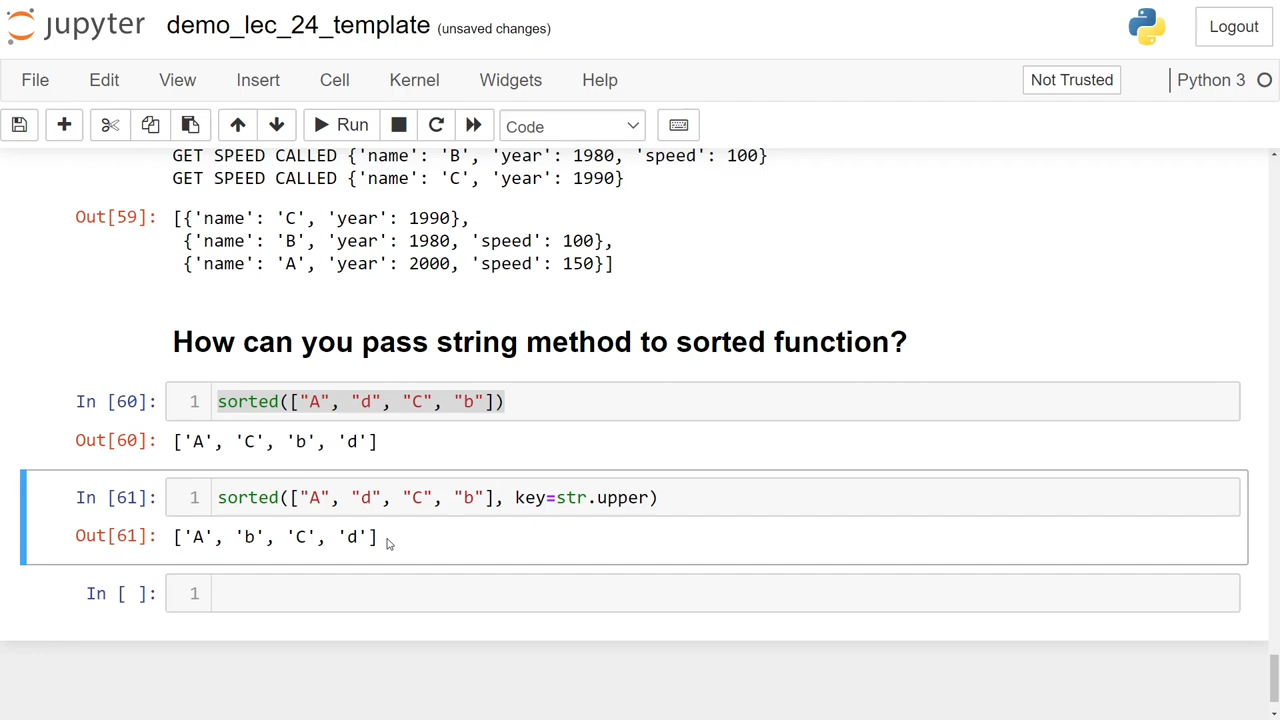 jupyter demo_lec_24_template (unsaved changes) Logout
File Edit View Insert Cell Kernel Widgets Help Not Trusted Python 3
Run Code
GET SPEED CALLED {'name': 'B', 'year': 1980, 'speed': 100}
GET SPEED CALLED {'name': 'C', 'year': 1990}
Out[59]: [{'name': 'C', 'year': 1990},
{'name': 'B', 'year': 1980, 'speed': 100},
{'name': 'A', 'year': 2000, 'speed': 150}]
How can you pass string method to sorted function?
In [60]: 1 sorted(["A", "d", "C", "b"])
Out[60]: ['A', 'C', 'b', 'd']
In [61]: 1 sorted(["A", "d", "C", "b"], key=str.upper)
Out[61]: ['A', 'b', 'C', 'd']
In [ ]: 1